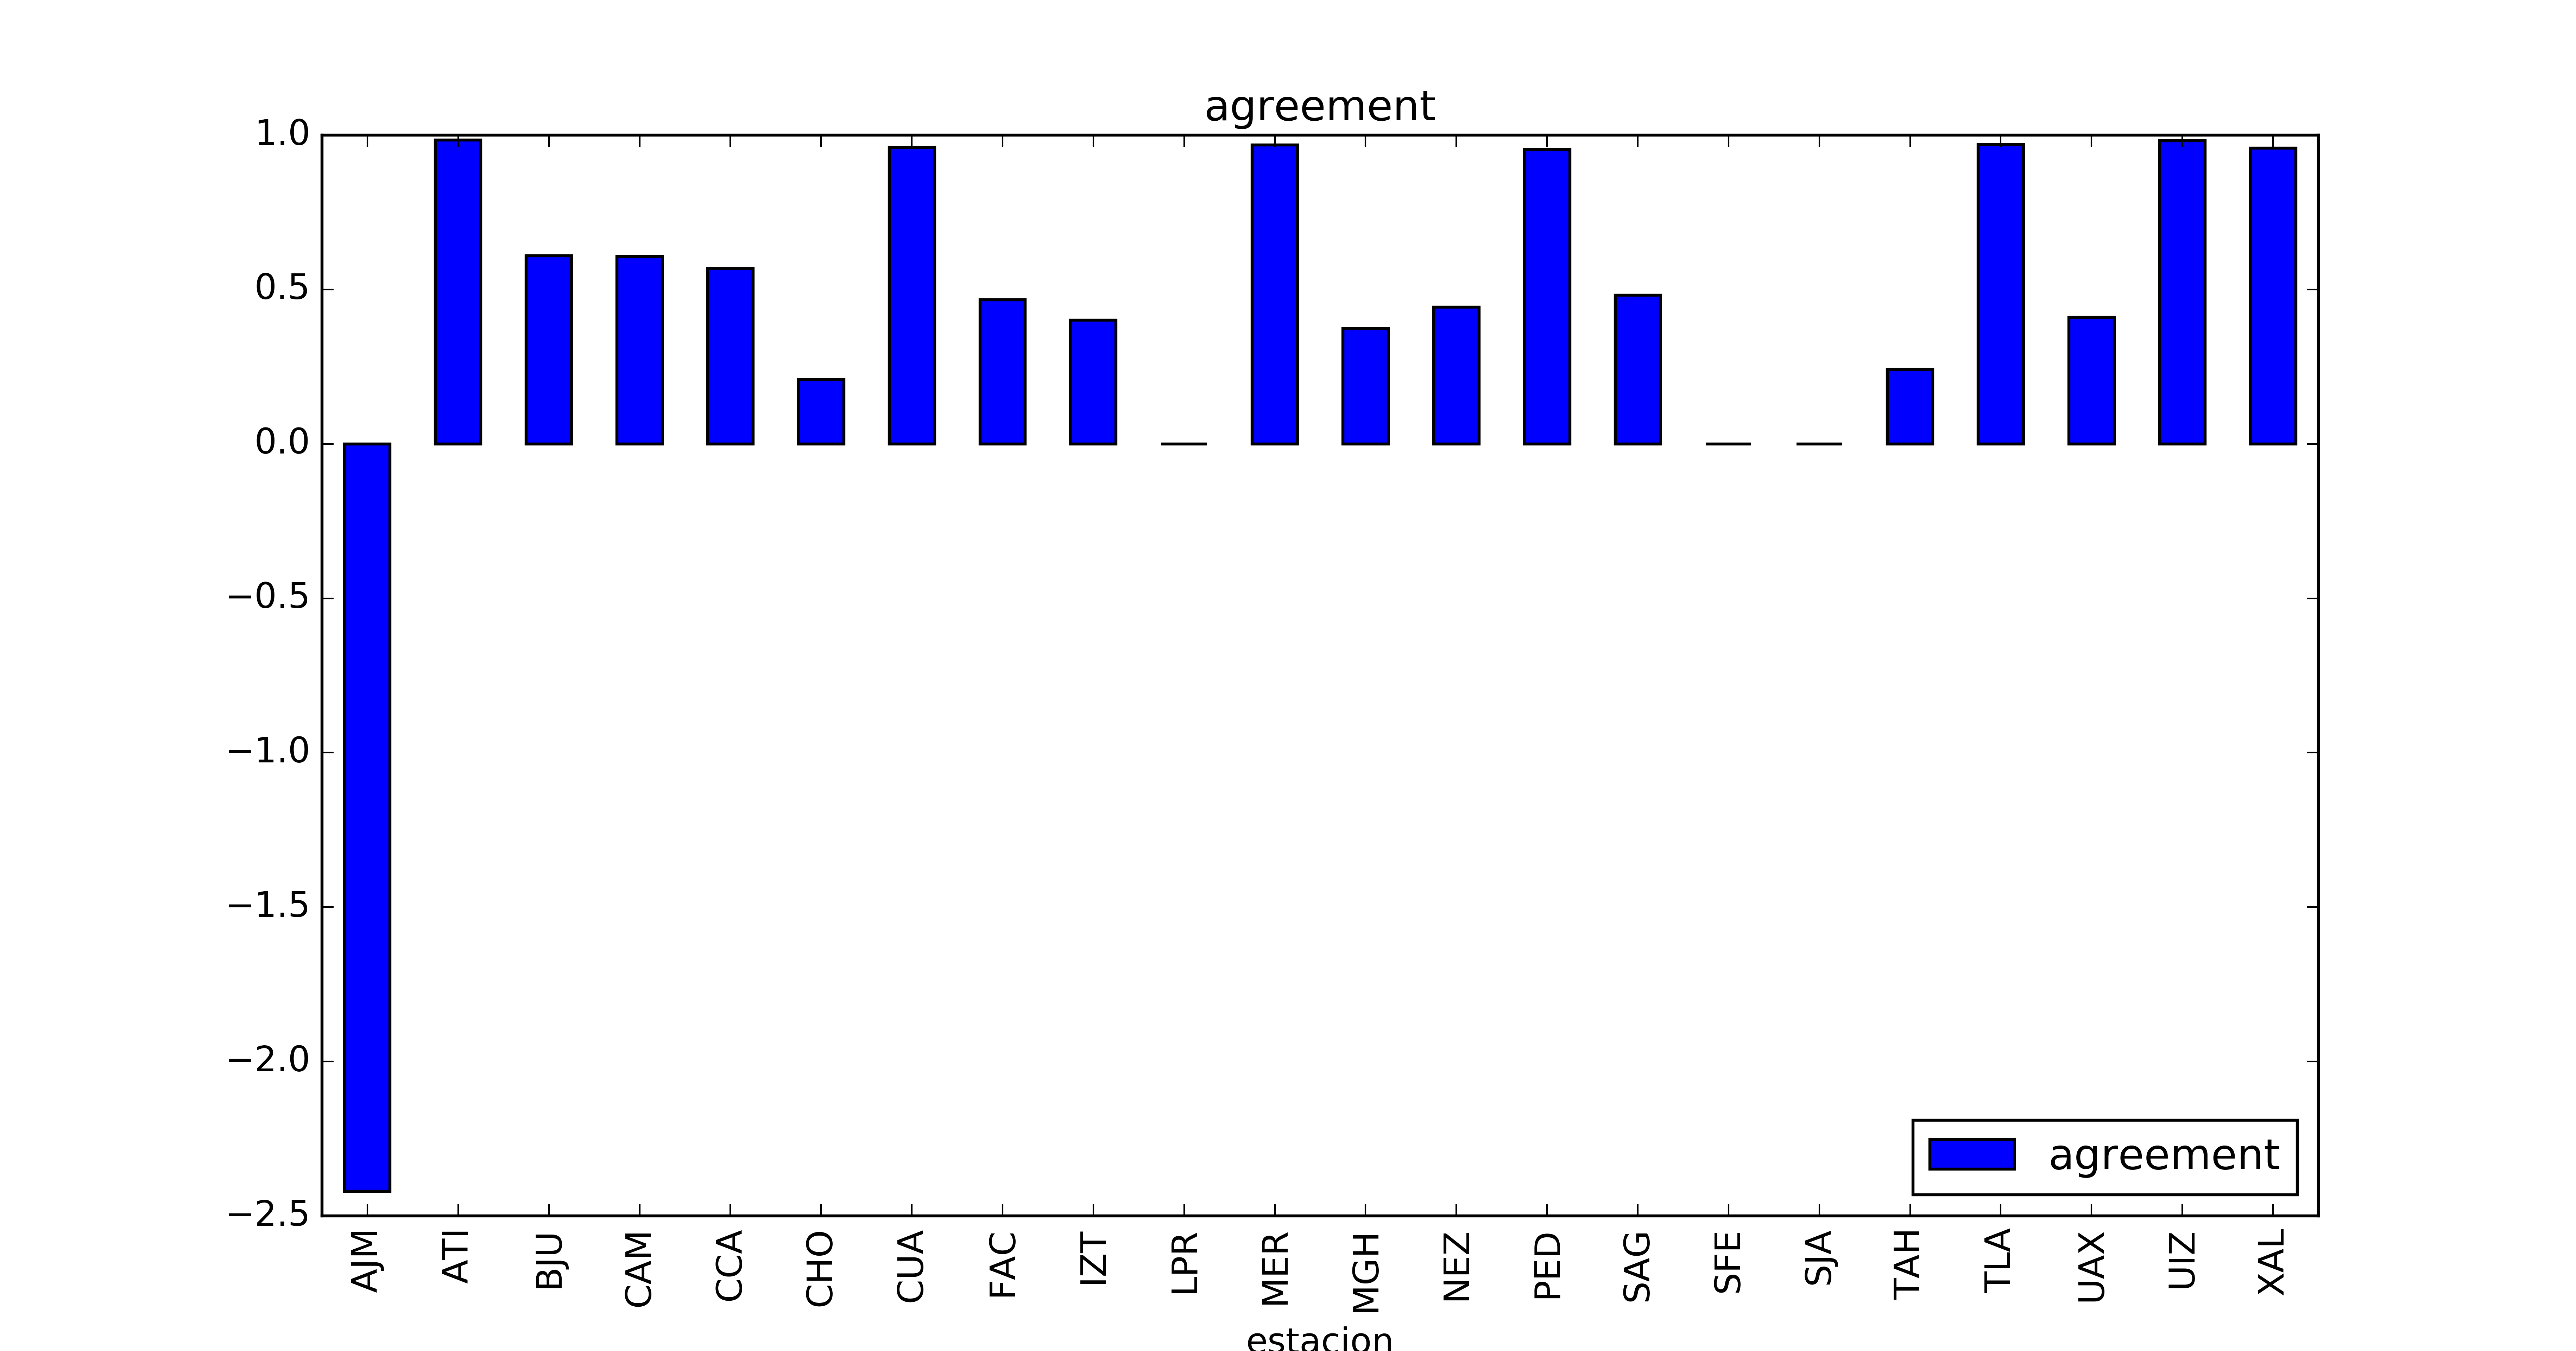 agreement
1.0
0.5
0.0
−0.5
−1.0
−1.5
−2.0
−2.5
agreement
AJM ATI BJU CAM CCA CHO CUA FAC IZT LPR MER MGH NEZ PED SAG SFE SJA TAH TLA UAX UIZ XAL
estacion